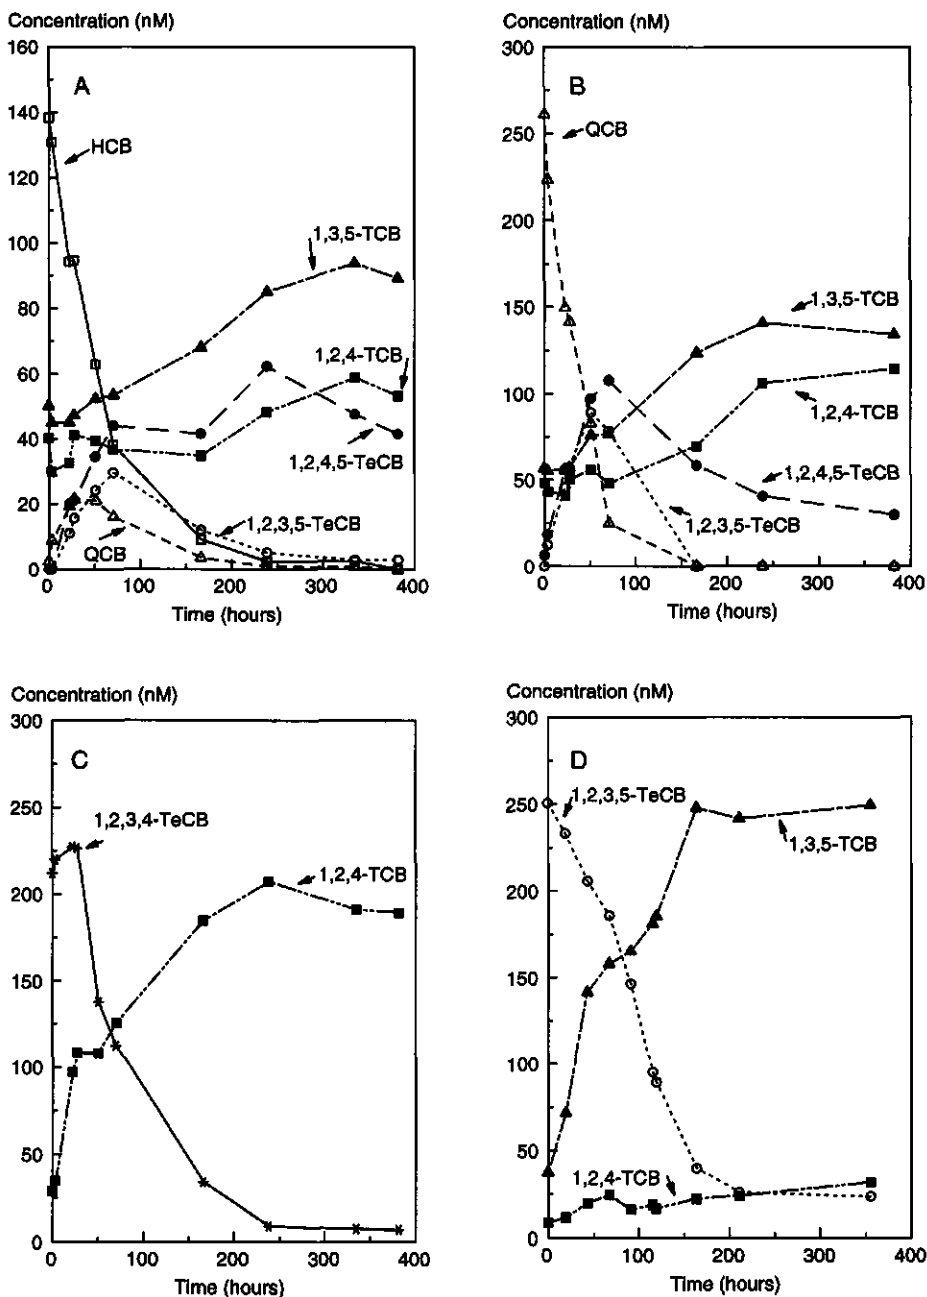 Concentration (nM)
160
140
120
100
80
60
40
20
0
A
HCB
1,3,5-TCB
1,2,4-TCB
1,2,4,5-TeCB
1,2,3,5-TeCB
QCB
0 100 200 300 400
Time (hours)
Concentration (nM)
300
250
200
150
100
50
0
B
QCB
1,3,5-TCB
1,2,4-TCB
1,2,4,5-TeCB
1,2,3,5-TeCB
0 100 200 300 400
Time (hours)
Concentration (nM)
300
250
200
150
100
50
0
C
1,2,3,4-TeCB
1,2,4-TCB
0 100 200 300 400
Time (hours)
Concentration (nM)
300
250
200
150
100
50
0
D
1,2,3,5-TeCB
1,3,5-TCB
1,2,4-TCB
0 100 200 300 400
Time (hours)